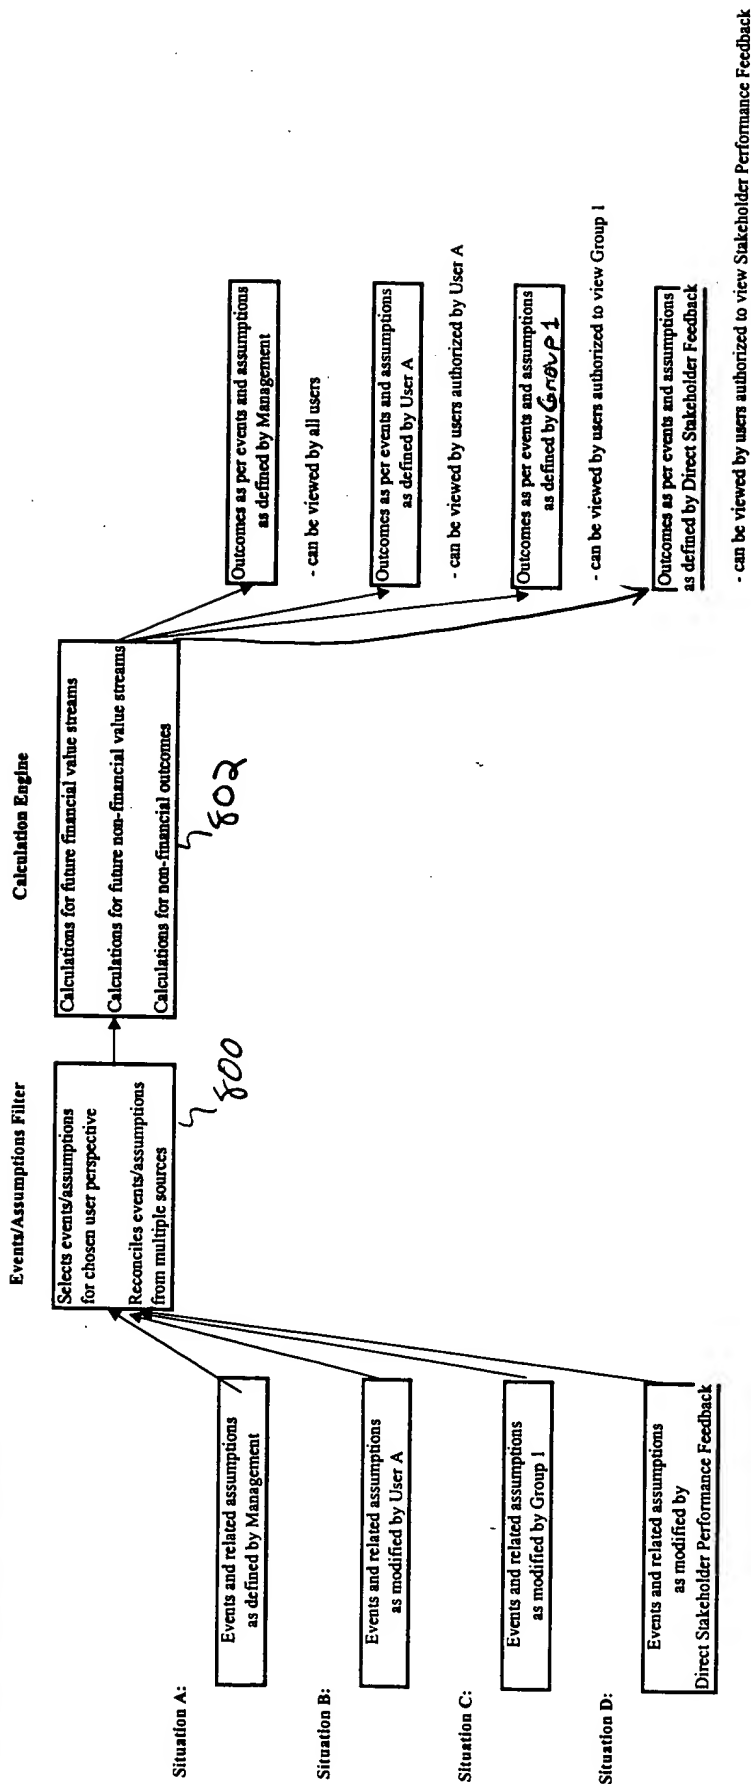 Events/Assumptions Filter
Calculation Engine
Selects events/assumptions
for chosen user perspective
Reconciles events/assumptions
from multiple sources
800
Calculations for future financial value streams
Calculations for future non-financial value streams
Calculations for non-financial outcomes
802
Situation A:
Events and related assumptions
as defined by Management
Outcomes as per events and assumptions
as defined by Management
- can be viewed by all users
Situation B:
Events and related assumptions
as modified by User A
Outcomes as per events and assumptions
as defined by User A
- can be viewed by users authorized by User A
Situation C:
Events and related assumptions
as modified by Group 1
Outcomes as per events and assumptions
as defined by Group 1
- can be viewed by users authorized to view Group 1
Situation D:
Events and related assumptions
as modified by
Direct Stakeholder Performance Feedback
Outcomes as per events and assumptions
as defined by Direct Stakeholder Feedback
- can be viewed by users authorized to view Stakeholder Performance Feedback